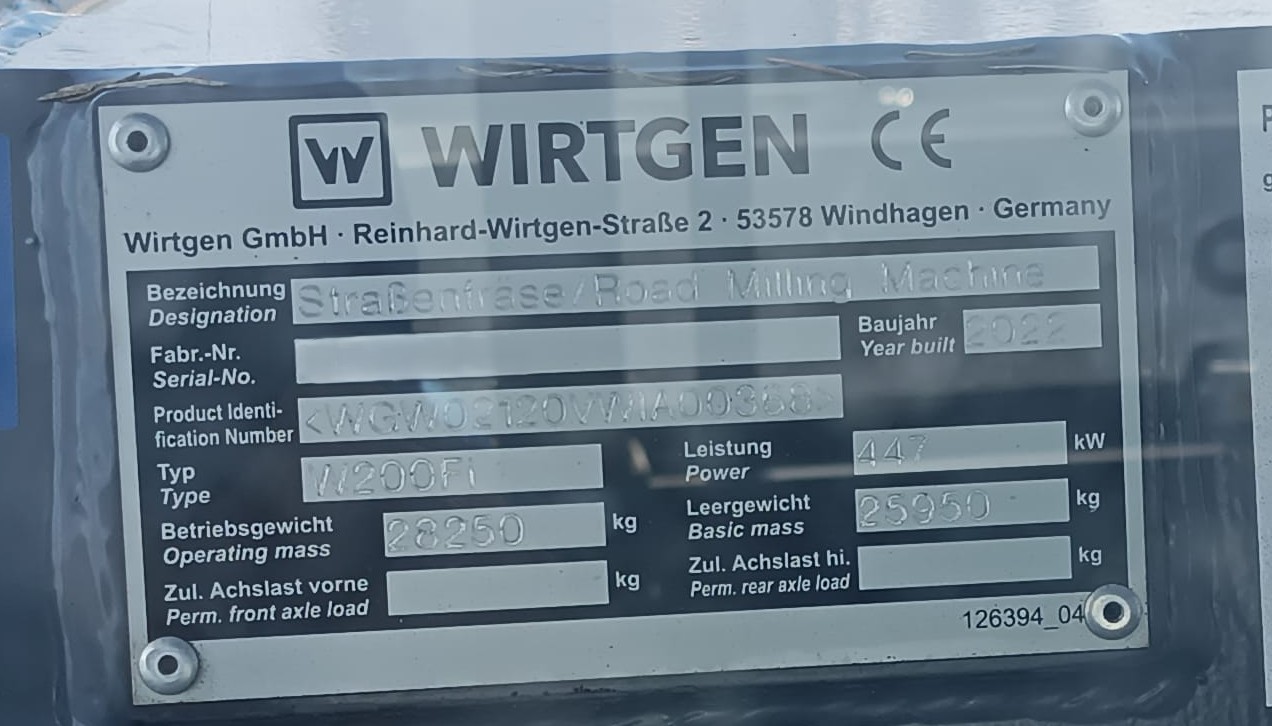 W WIRTGEN CE
Wirtgen GmbH · Reinhard-Wirtgen-Straße 2 · 53578 Windhagen · Germany
Bezeichnung
Designation
Straßenfräse/Road Milling Machine
Fabr.-Nr.
Serial-No.
Baujahr
Year built
2022
Product Identi-
fication Number
<WGW02120VWIA00368>
Typ
Type
W200Fi
Leistung
Power
447 kW
Betriebsgewicht
Operating mass
28250 kg
Leergewicht
Basic mass
25950 kg
Zul. Achslast vorne
Perm. front axle load
kg
Zul. Achslast hi.
Perm. rear axle load
kg
126394_04